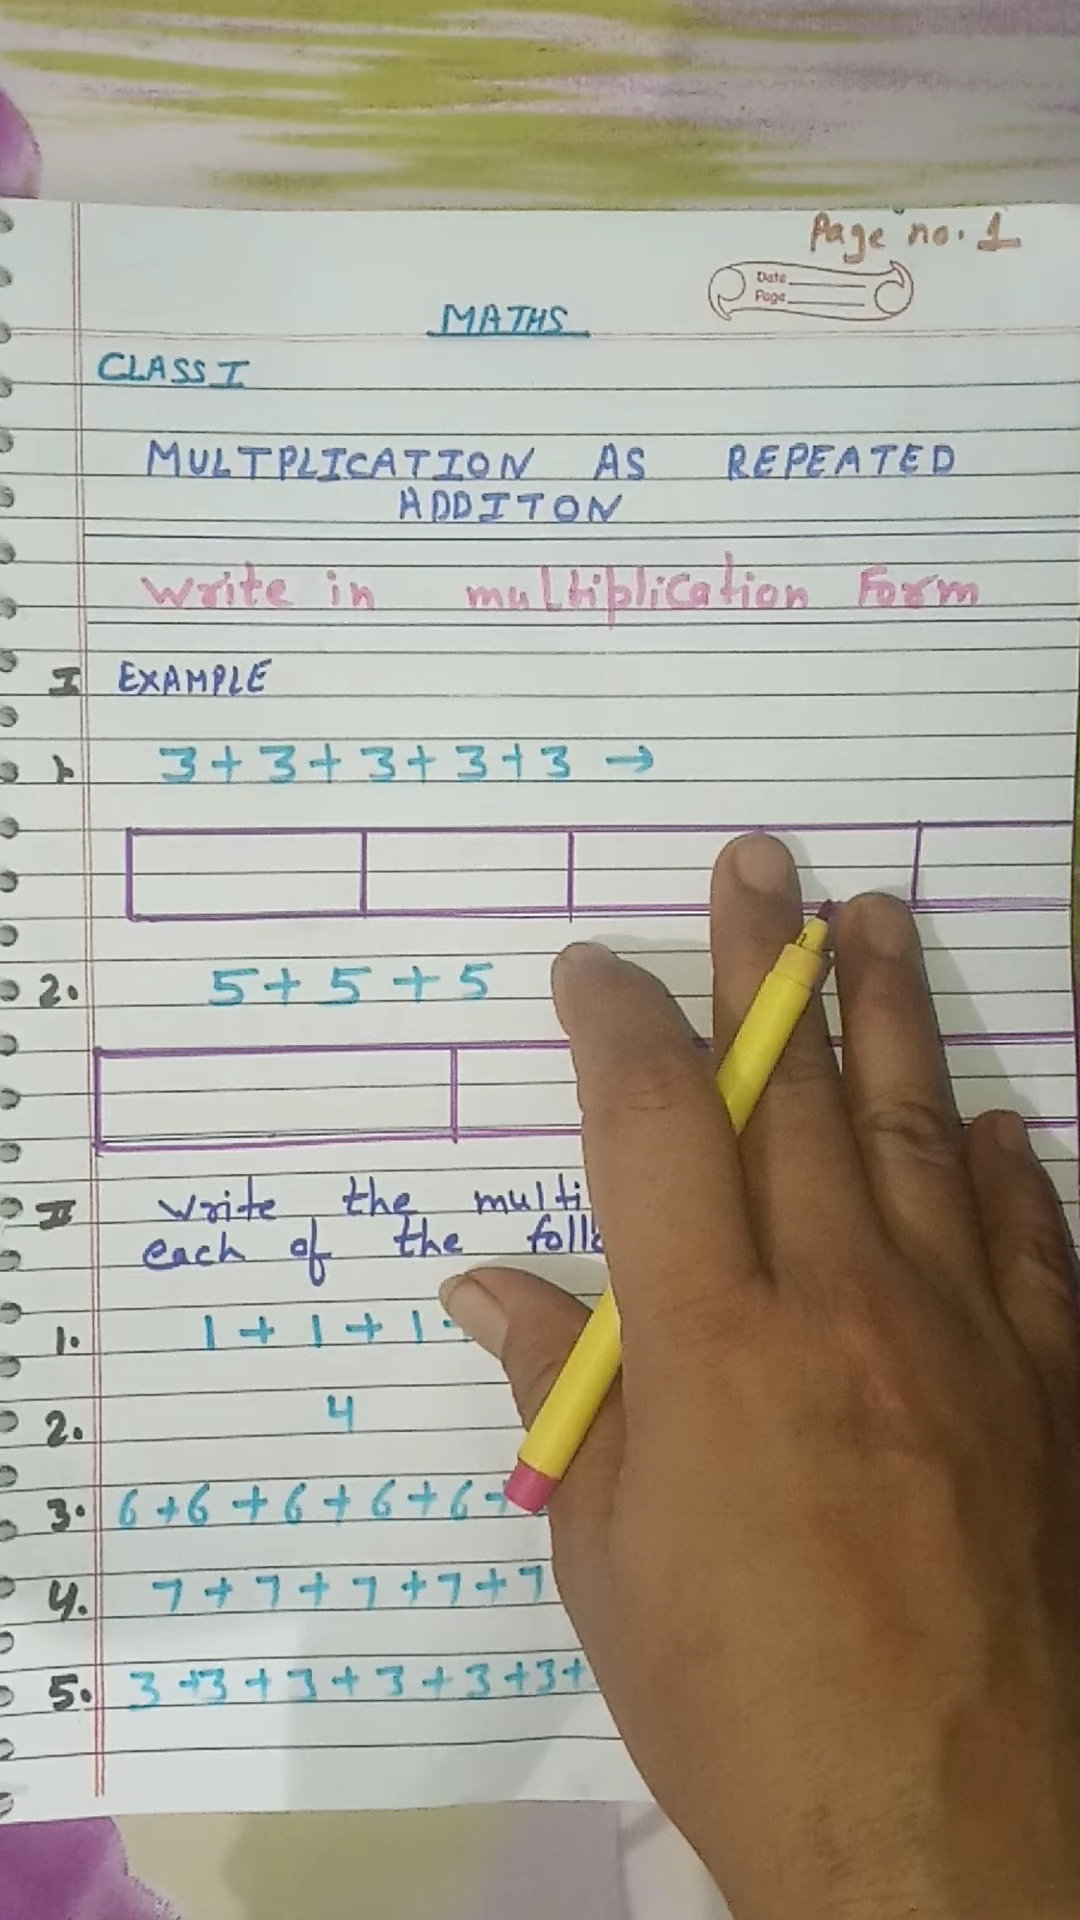 Page no. 1
Date
Page
MATHS
CLASS I
MULTPLICATION AS REPEATED
ADDITON
Write in multiplication Form
I EXAMPLE
1. 3+3+3+3+3 →
2. 5+5+5
II Write the multi
each of the foll
1. 1+1+1
2. 4
3. 6+6+6+6+6+
4. 7+7+7+7+7
5. 3+3+3+3+3+3+